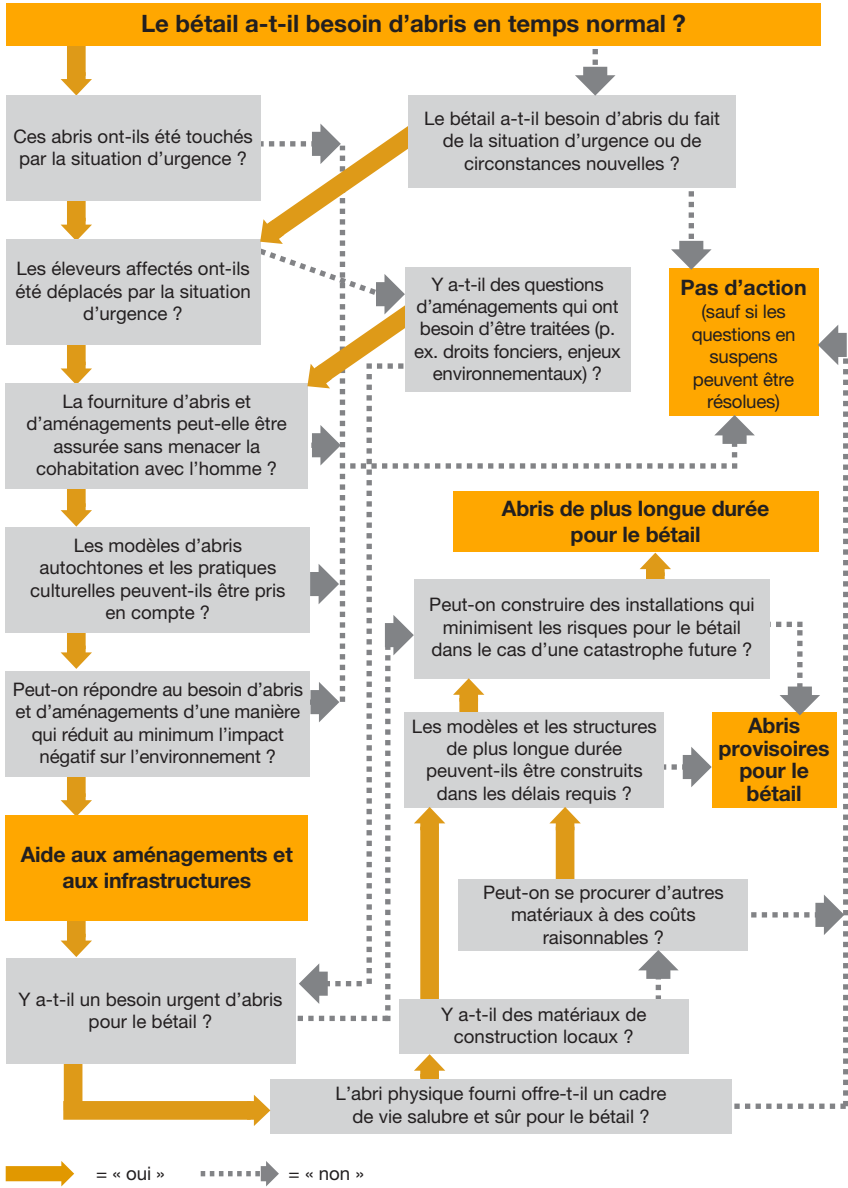 Le bétail a-t-il besoin d’abris en temps normal ?
Ces abris ont-ils été touchés
par la situation d’urgence ?
Le bétail a-t-il besoin d’abris du fait
de la situation d’urgence ou de
circonstances nouvelles ?
Les éleveurs affectés ont-ils
été déplacés par la situation
d’urgence ?
Y a-t-il des questions
d’aménagements qui ont
besoin d’être traitées (p.
ex. droits fonciers, enjeux
environnementaux) ?
Pas d’action
(sauf si les
questions en
suspens
peuvent être
résolues)
La fourniture d’abris et
d’aménagements peut-elle être
assurée sans menacer la
cohabitation avec l’homme ?
Abris de plus longue durée
pour le bétail
Les modèles d’abris
autochtones et les pratiques
culturelles peuvent-ils être pris
en compte ?
Peut-on construire des installations qui
minimisent les risques pour le bétail
dans le cas d’une catastrophe future ?
Peut-on répondre au besoin d’abris
et d’aménagements d’une manière
qui réduit au minimum l’impact
négatif sur l’environnement ?
Les modèles et les structures
de plus longue durée
peuvent-ils être construits
dans les délais requis ?
Abris
provisoires
pour le
bétail
Aide aux aménagements et
aux infrastructures
Peut-on se procurer d’autres
matériaux à des coûts
raisonnables ?
Y a-t-il un besoin urgent d’abris
pour le bétail ?
Y a-t-il des matériaux de
construction locaux ?
L’abri physique fourni offre-t-il un cadre
de vie salubre et sûr pour le bétail ?
= « oui »
= « non »